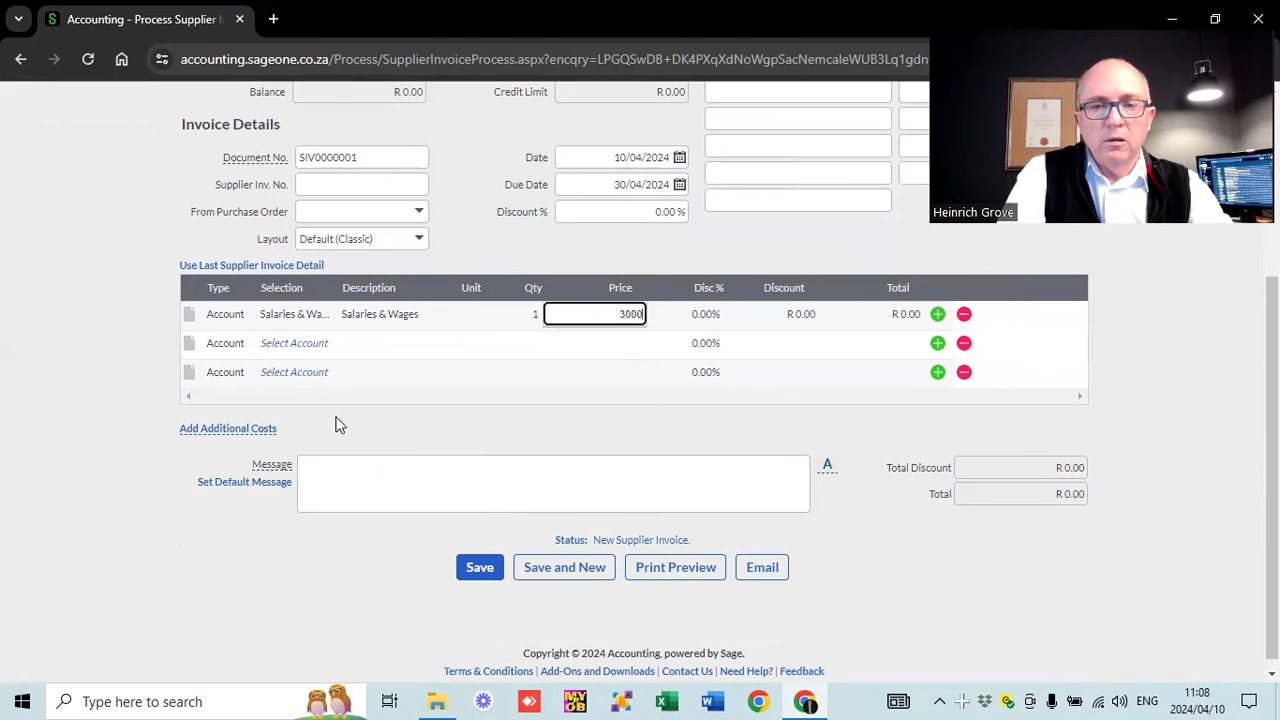 Accounting - Process Supplier I
accounting.sageone.co.za/Process/SupplierInvoiceProcess.aspx?encqry=LPGQSwDB+DK4PXqXdNoWgpSacNemcaleWUB3Lq1gdn
Balance R 0.00 Credit Limit R 0.00
Invoice Details
Document No. SIV0000001 Date 10/04/2024
Supplier Inv. No. Due Date 30/04/2024
From Purchase Order Discount % 0.00 %
Heinrich Grove
Layout Default (Classic)
Use Last Supplier Invoice Detail
Type Selection Description Unit Qty Price Disc % Discount Total
Account Salaries & Wa... Salaries & Wages 1 3000 0.00% R 0.00 R 0.00
Account Select Account 0.00%
Account Select Account 0.00%
Add Additional Costs
Message A Total Discount R 0.00
Set Default Message Total R 0.00
Status: New Supplier Invoice.
Save Save and New Print Preview Email
Copyright © 2024 Accounting, powered by Sage.
Terms & Conditions | Add-Ons and Downloads | Contact Us | Need Help? | Feedback
Type here to search ENG 11:08
2024/04/10